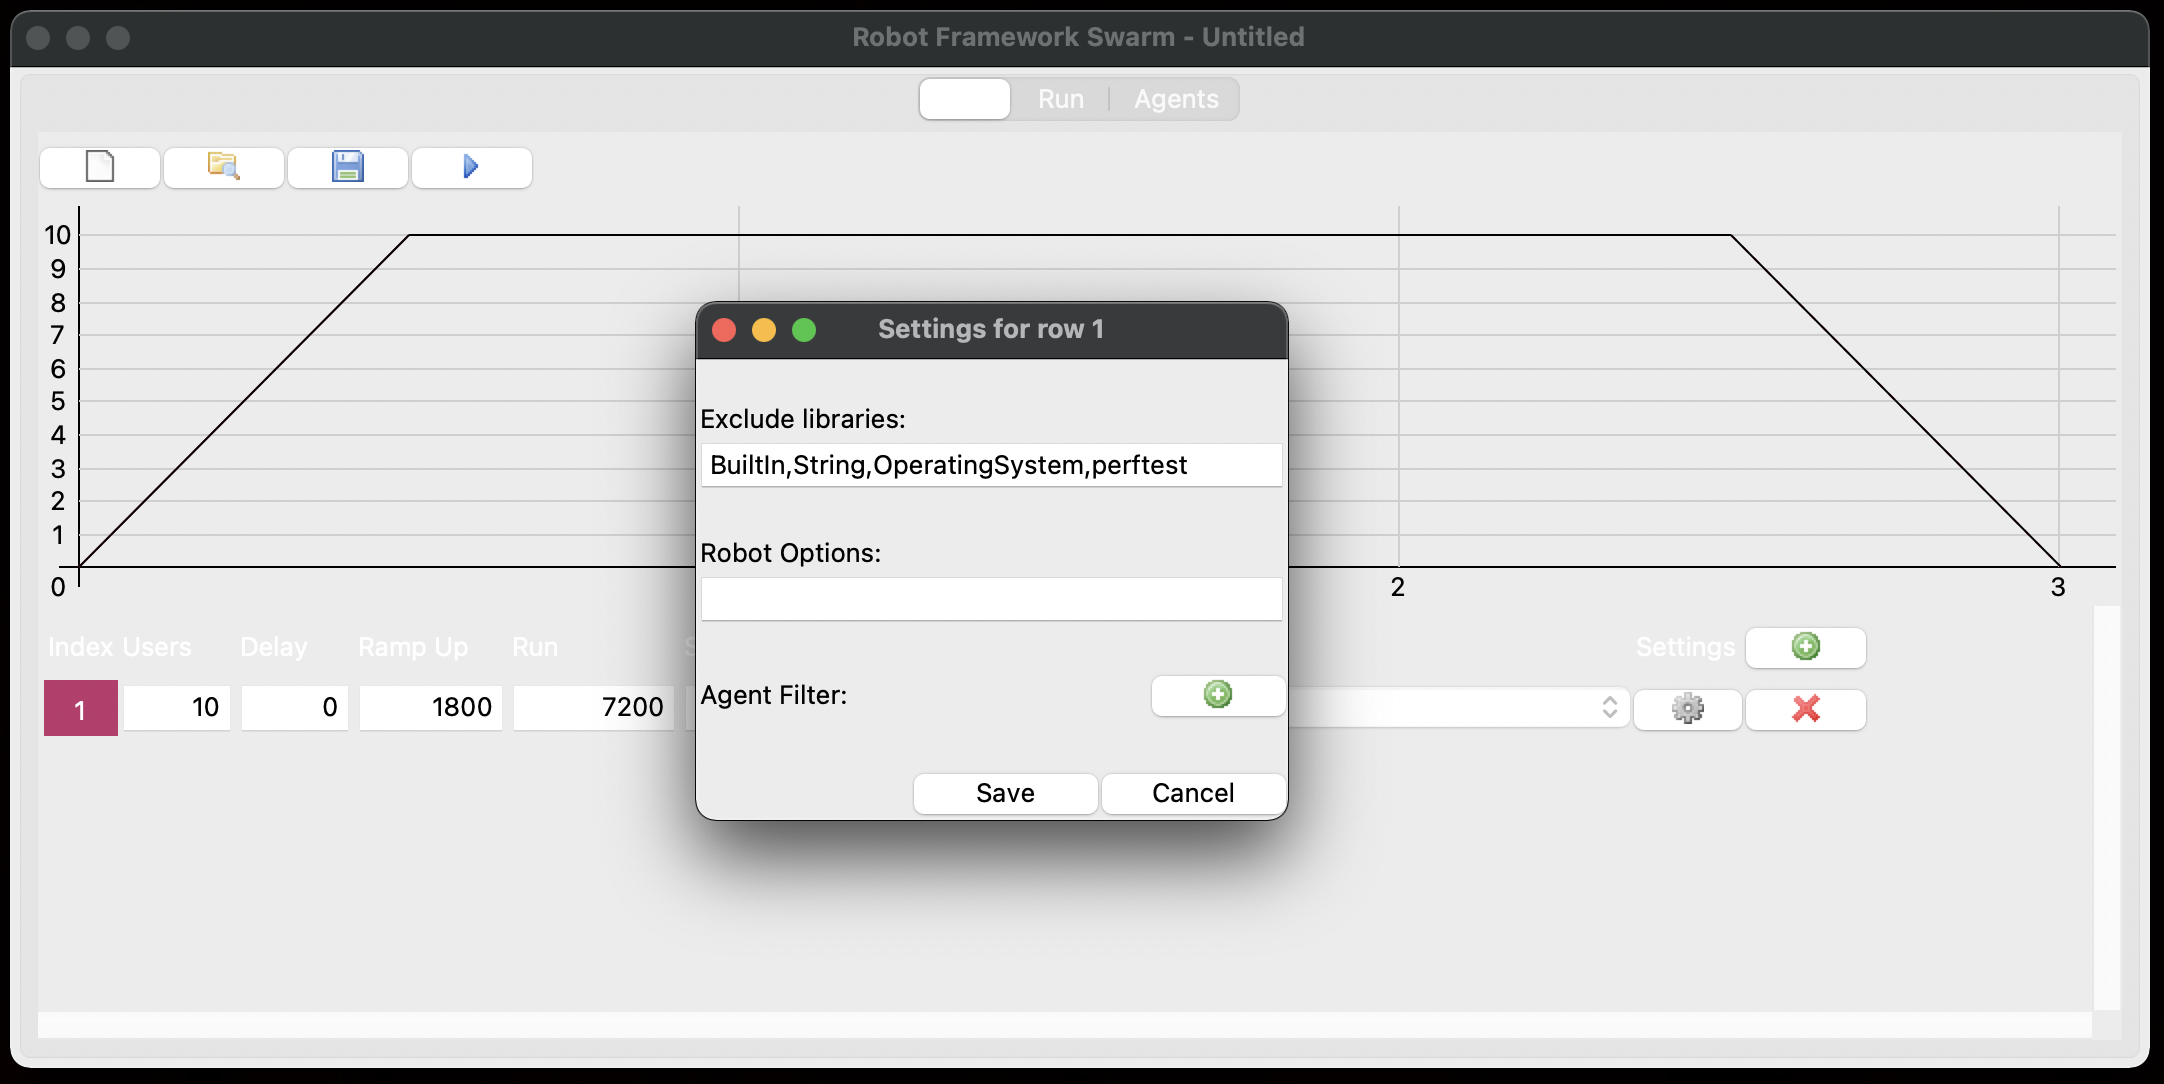 Robot Framework Swarm - Untitled
Run
Agents
10
9
8
7
6
5
4
3
2
1
0
2
3
Settings for row 1
Exclude libraries:
BuiltIn,String,OperatingSystem,perftest
Robot Options:
Agent Filter:
Save
Cancel
Index Users Delay Ramp Up Run
Settings
1 10 0 1800 7200